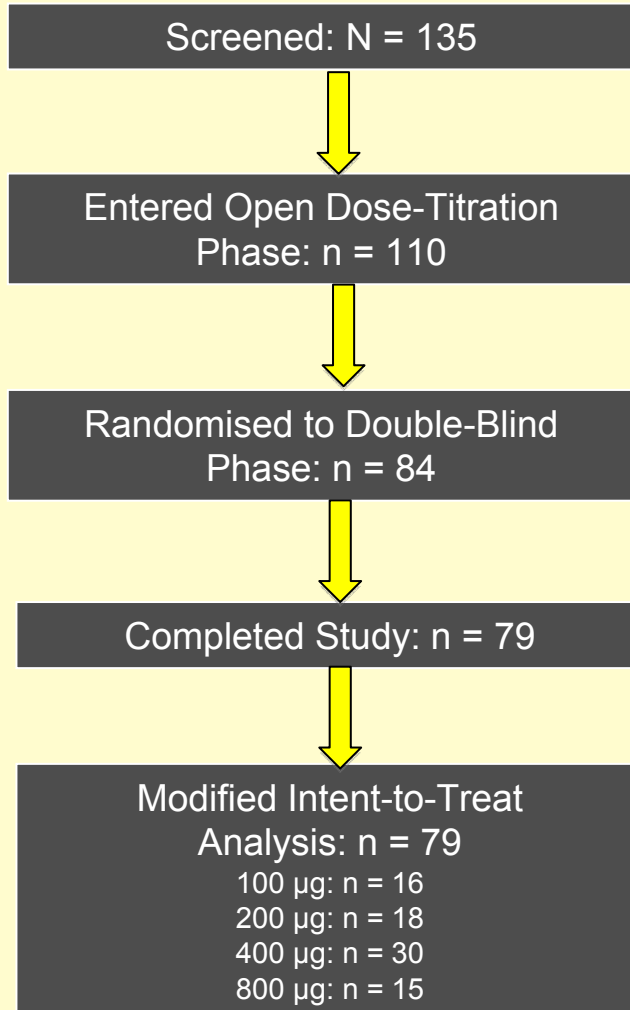 Screened: N = 135
Entered Open Dose-Titration
Phase: n = 110
Randomised to Double-Blind
Phase: n = 84
Completed Study: n = 79
Modified Intent-to-Treat
Analysis: n = 79
100 µg: n = 16
200 µg: n = 18
400 µg: n = 30
800 µg: n = 15